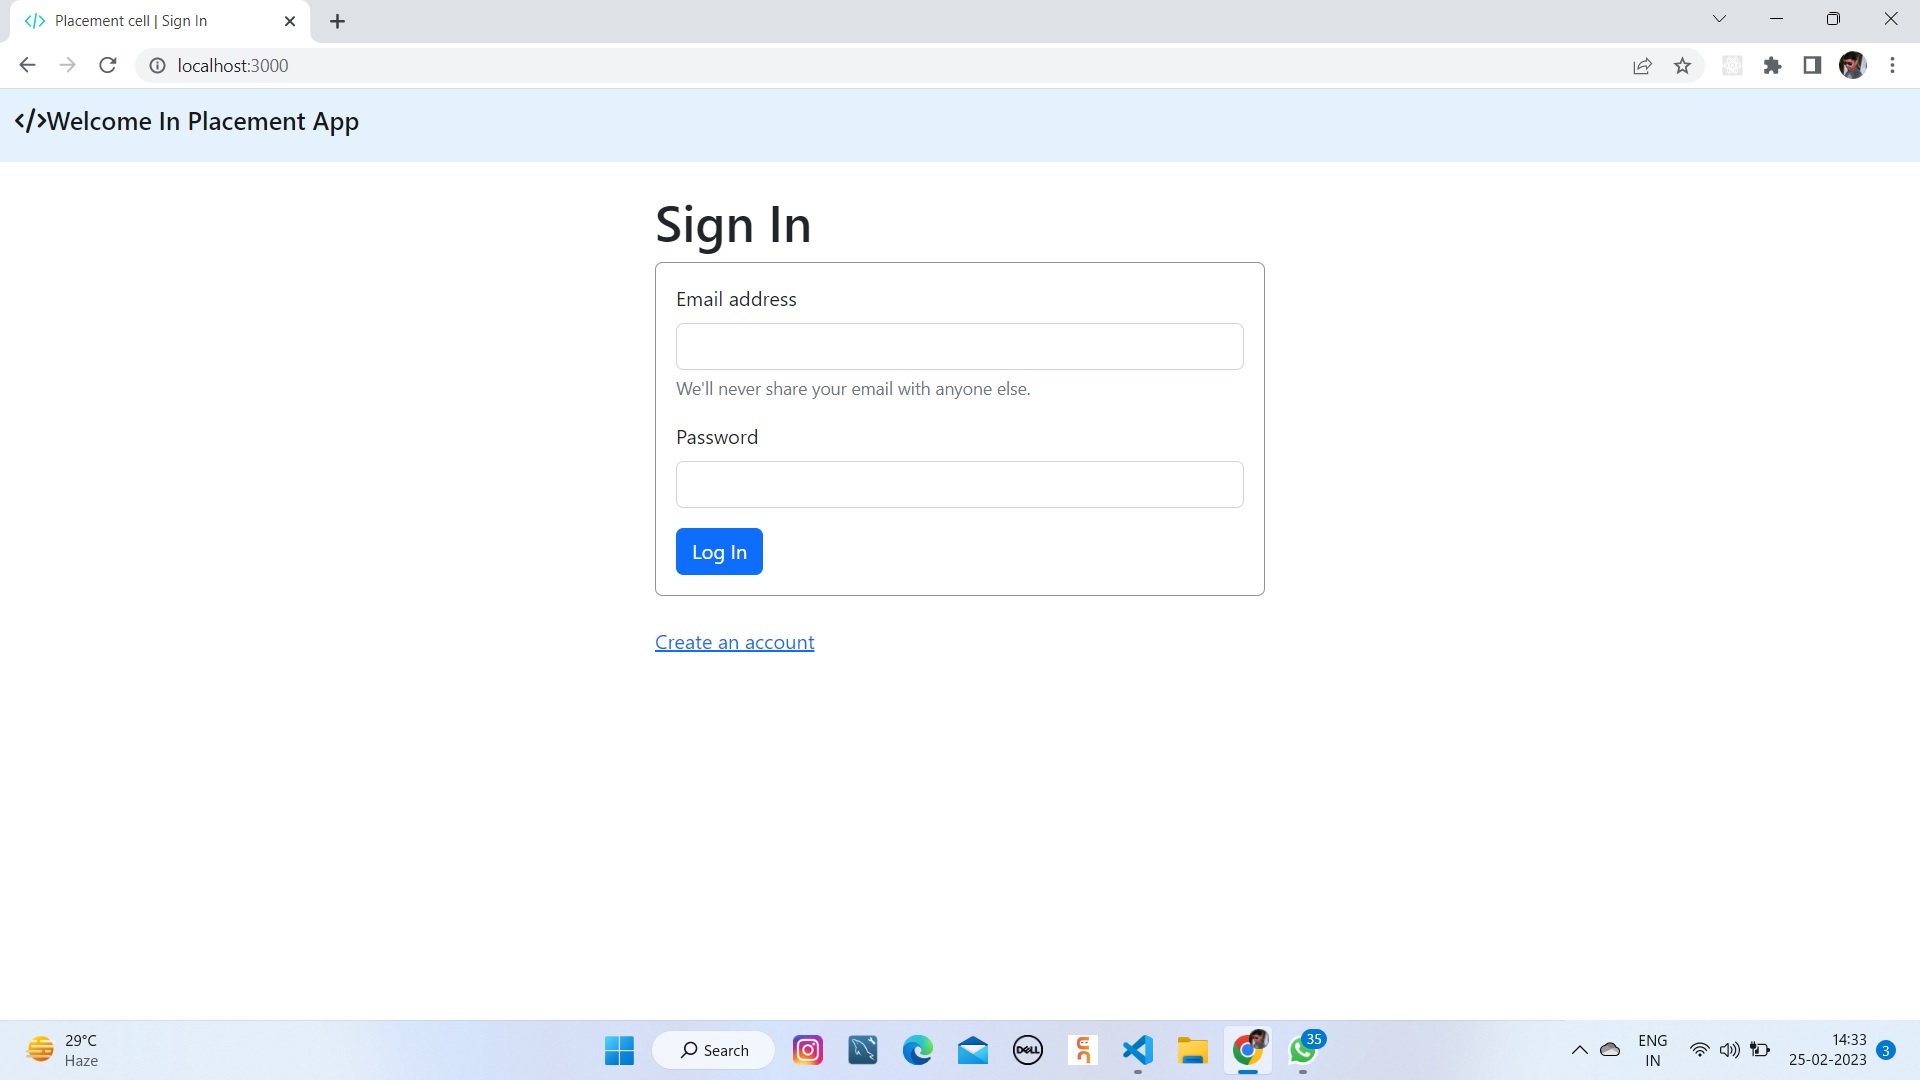 </> Placement cell | Sign In
localhost:3000
</>Welcome In Placement App
Sign In
Email address
We'll never share your email with anyone else.
Password
Log In
Create an account
29°C
Haze
Search
DELL
35
ENG
IN
14:33
25-02-2023
3